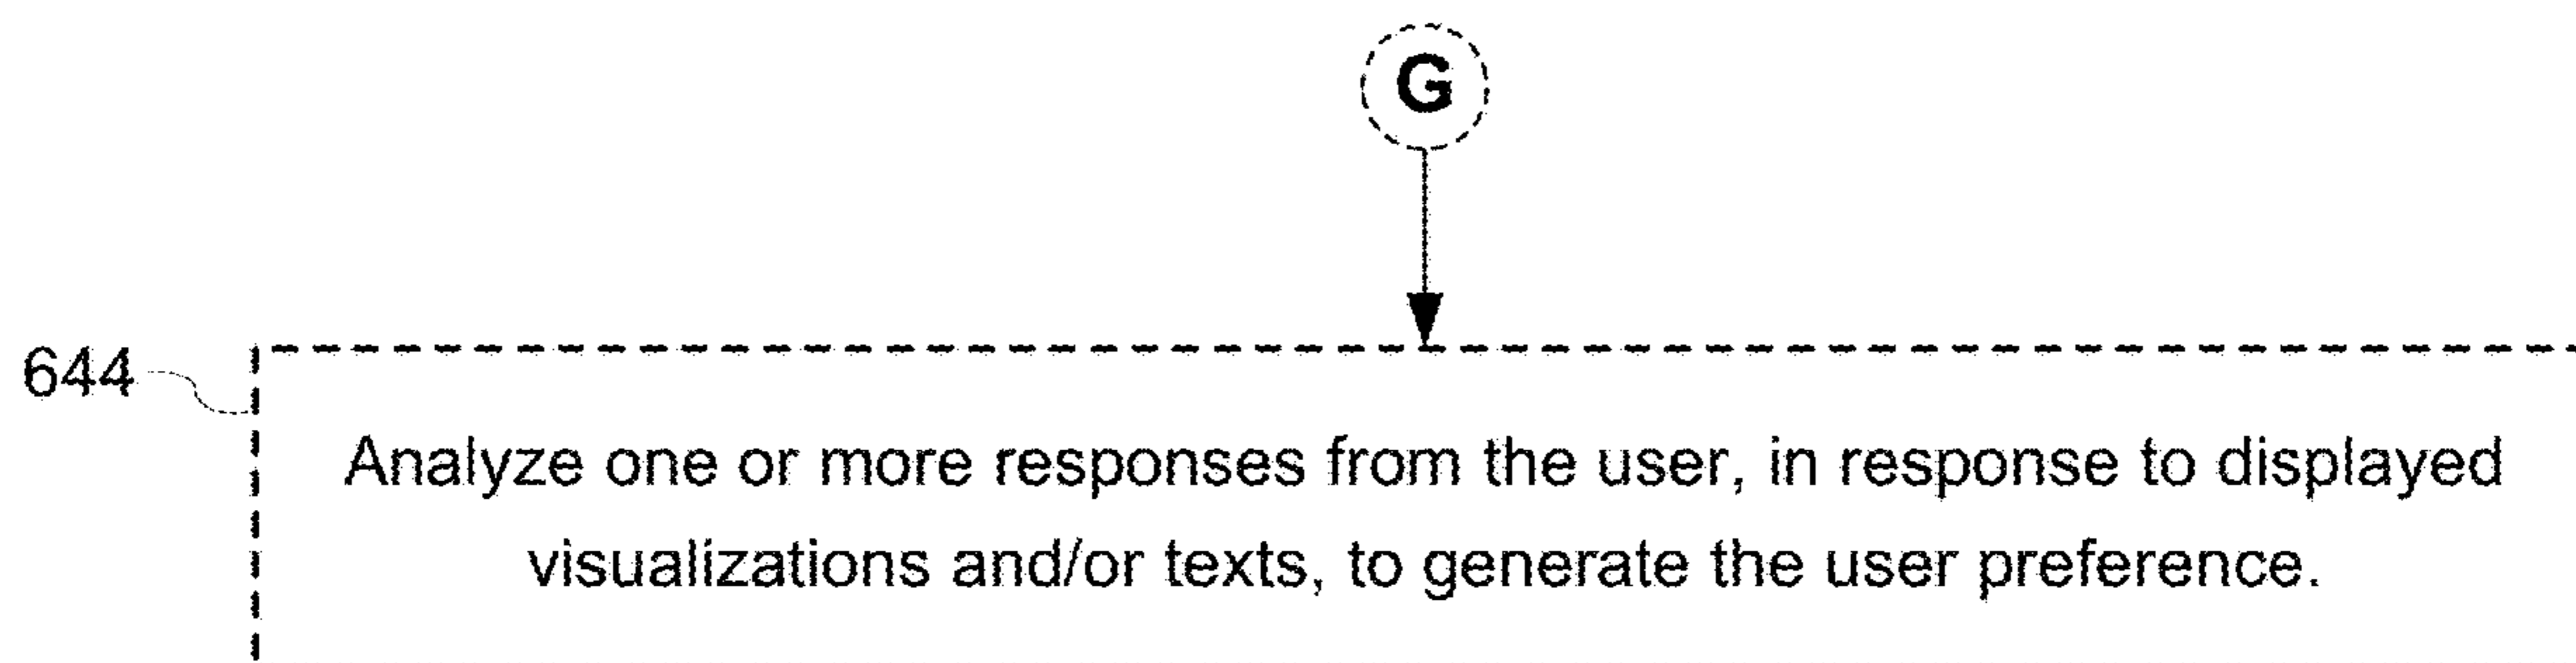 G
644
Analyze one or more responses from the user, in response to displayed
visualizations and/or texts, to generate the user preference.